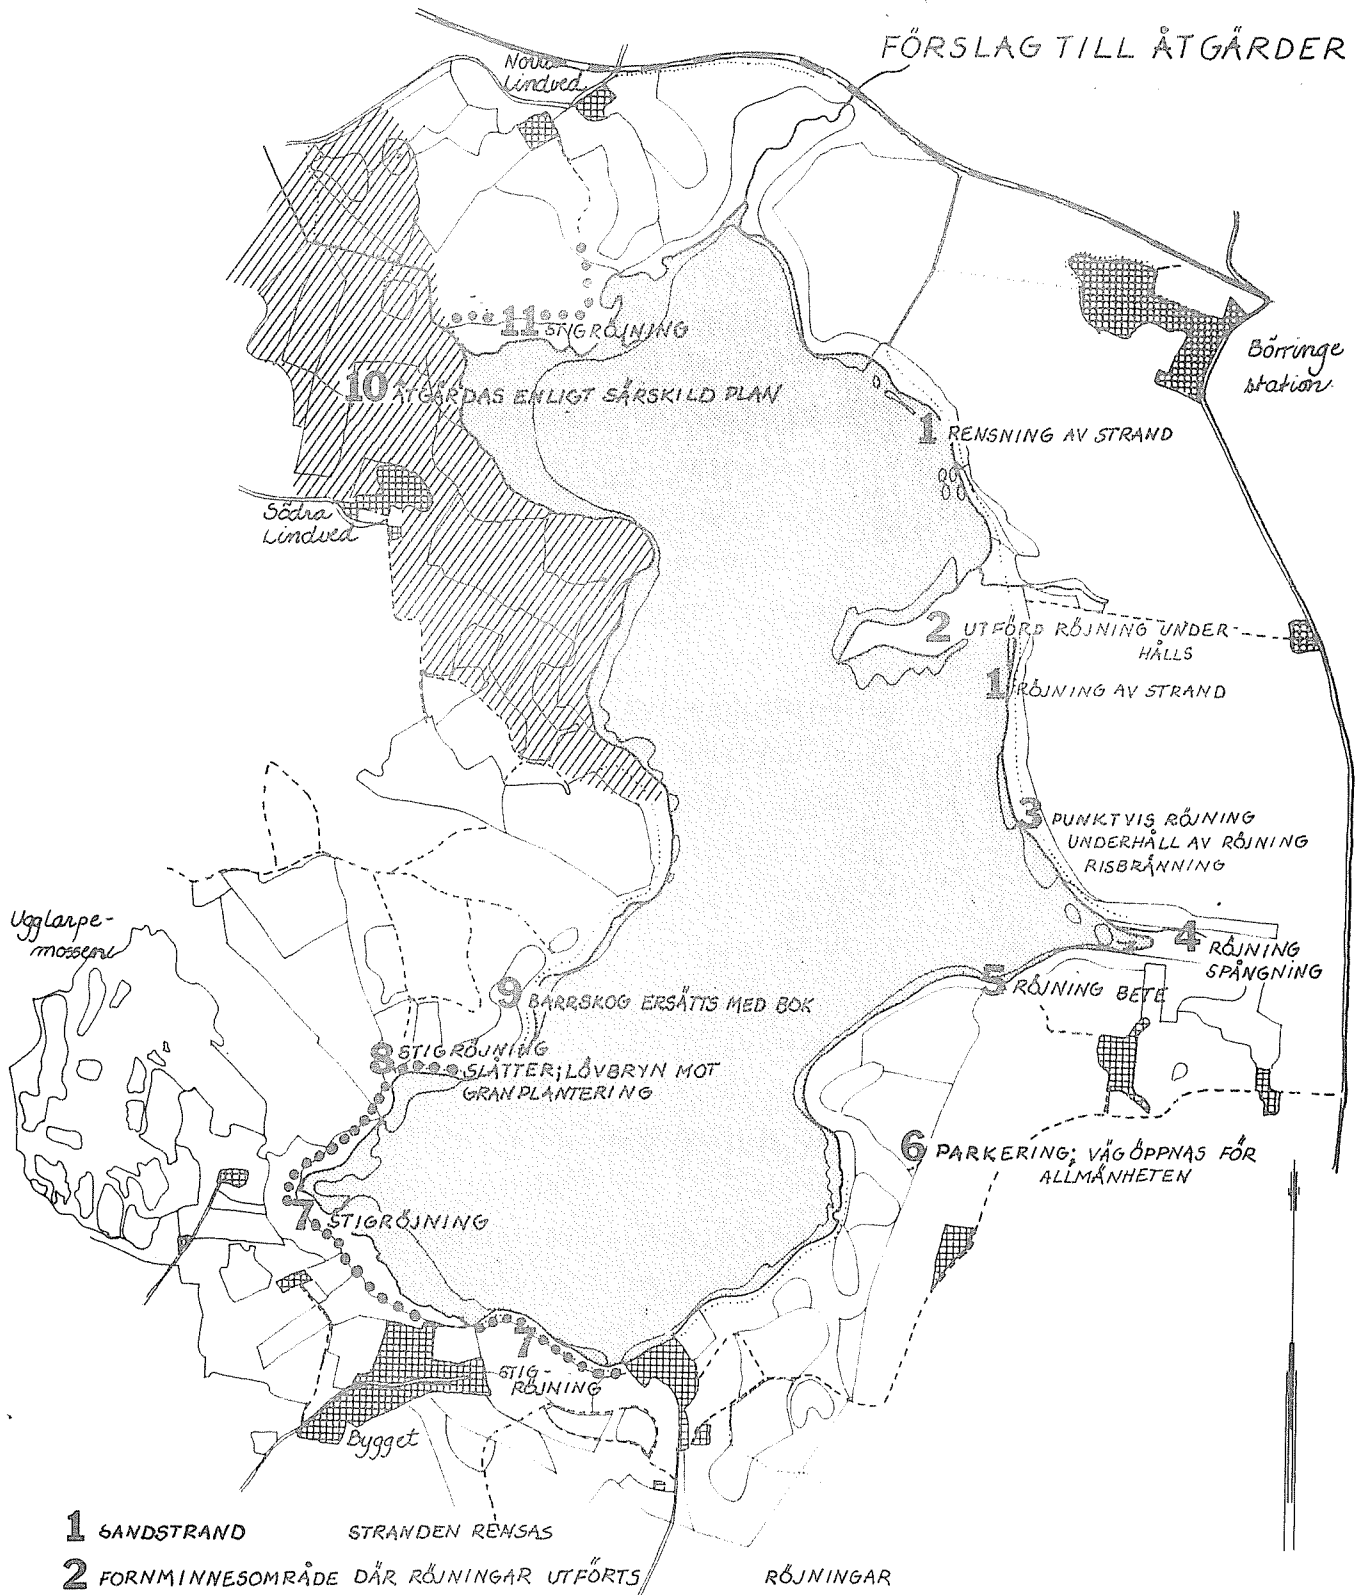 FÖRSLAG TILL ÅTGÄRDER
Norra
Lindved
11 STIGRÖJNING
Börringe
station
10 ÅTGÄRDAS ENLIGT SÄRSKILD PLAN
1 RENSNING AV STRAND
Södra
Lindved
2 UTFÖRD RÖJNING UNDER-
HÅLLS
1 RÖJNING AV STRAND
3 PUNKTVIS RÖJNING
UNDERHÅLL AV RÖJNING
RISBRÄNNING
Ugglarpe-
mossen
4 RÖJNING
SPÅNGNING
5 RÖJNING BETE
9 BARRSKOG ERSÄTTS MED BOK
8 STIGRÖJNING
SLÅTTER; LÖVBRYN MOT
GRANPLANTERING
6 PARKERING; VÄG ÖPPNAS FÖR
ALLMÄNHETEN
7 STIGRÖJNING
7
STIG-
RÖJNING
Bygget
1 SANDSTRAND STRANDEN RENSAS
2 FORNMINNESOMRÅDE DÄR RÖJNINGAR UTFÖRTS RÖJNINGAR